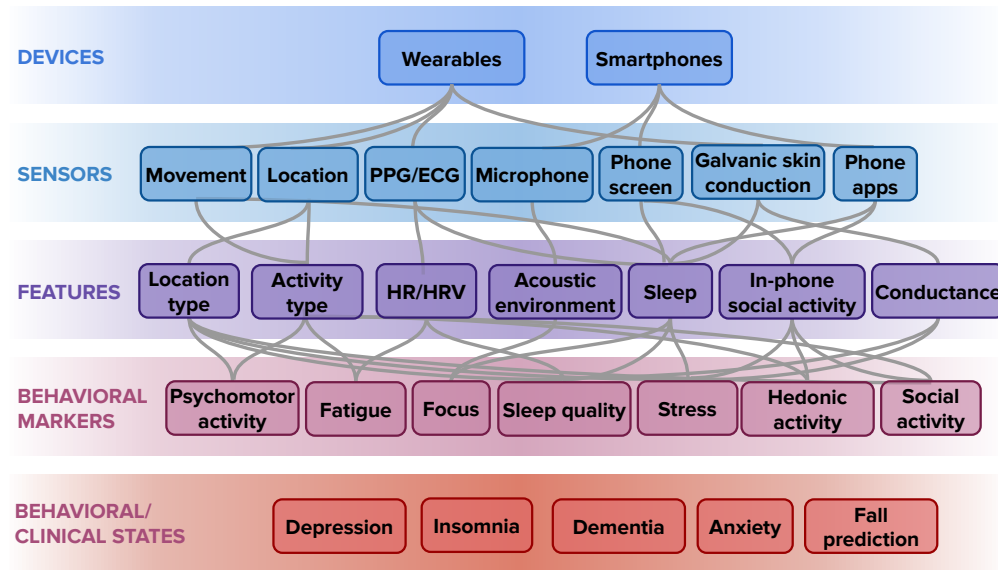 DEVICES
Wearables
Smartphones
SENSORS
Movement
Location
PPG/ECG
Microphone
Phone
screen
Galvanic skin
conduction
Phone
apps
FEATURES
Location
type
Activity
type
HR/HRV
Acoustic
environment
Sleep
In-phone
social activity
Conductance
BEHAVIORAL
MARKERS
Psychomotor
activity
Fatigue
Focus
Sleep quality
Stress
Hedonic
activity
Social
activity
BEHAVIORAL/
CLINICAL STATES
Depression
Insomnia
Dementia
Anxiety
Fall
prediction